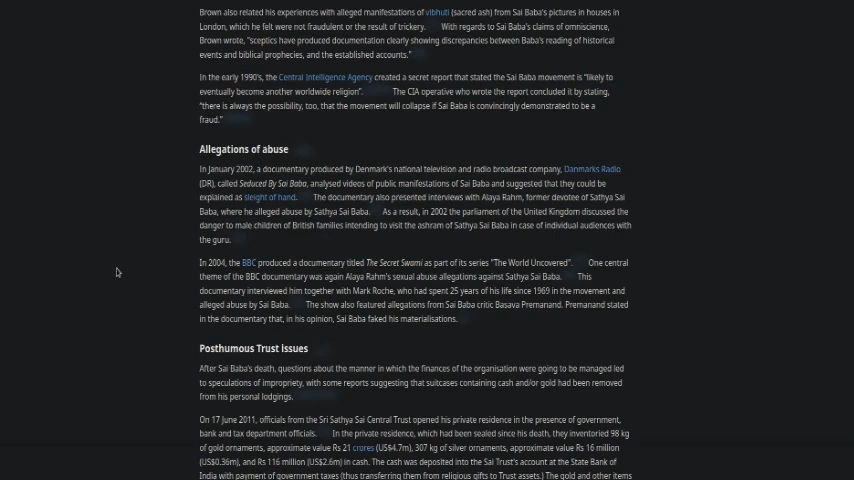 Brown also related his experiences with alleged manifestations of vibhuti (sacred ash) from Sai Baba's pictures in houses in
London, which he felt were not fraudulent or the result of trickery. With regards to Sai Baba's claims of omniscience,
Brown wrote, "sceptics have produced documentation clearly showing discrepancies between Baba's reading of historical
events and biblical prophecies, and the established accounts."
In the early 1990's, the Central Intelligence Agency created a secret report that stated the Sai Baba movement is "likely to
eventually become another worldwide religion". The CIA operative who wrote the report concluded it by stating,
"there is always the possibility, too, that the movement will collapse if Sai Baba is convincingly demonstrated to be a
fraud."
Allegations of abuse
In January 2002, a documentary produced by Denmark's national television and radio broadcast company, Danmarks Radio
(DR), called Seduced By Sai Baba, analysed videos of public manifestations of Sai Baba and suggested that they could be
explained as sleight of hand. The documentary also presented interviews with Alaya Rahm, former devotee of Sathya Sai
Baba, where he alleged abuse by Sathya Sai Baba. As a result, in 2002 the parliament of the United Kingdom discussed the
danger to male children of British families intending to visit the ashram of Sathya Sai Baba in case of individual audiences with
the guru.
In 2004, the BBC produced a documentary titled The Secret Swami as part of its series "The World Uncovered". One central
theme of the BBC documentary was again Alaya Rahm's sexual abuse allegations against Sathya Sai Baba. This
documentary interviewed him together with Mark Roche, who had spent 25 years of his life since 1969 in the movement and
alleged abuse by Sai Baba. The show also featured allegations from Sai Baba critic Basava Premanand. Premanand stated
in the documentary that, in his opinion, Sai Baba faked his materialisations.
Posthumous Trust issues
After Sai Baba's death, questions about the manner in which the finances of the organisation were going to be managed led
to speculations of impropriety, with some reports suggesting that suitcases containing cash and/or gold had been removed
from his personal lodgings.
On 17 June 2011, officials from the Sri Sathya Sai Central Trust opened his private residence in the presence of government,
bank and tax department officials. In the private residence, which had been sealed since his death, they inventoried 98 kg
of gold ornaments, approximate value Rs 21 crores (US$4.7m), 307 kg of silver ornaments, approximate value Rs 16 million
(US$0.36m), and Rs 116 million (US$2.6m) in cash. The cash was deposited into the Sai Trust's account at the State Bank of
India with payment of government taxes (thus transferring them from religious gifts to Trust assets.) The gold and other items